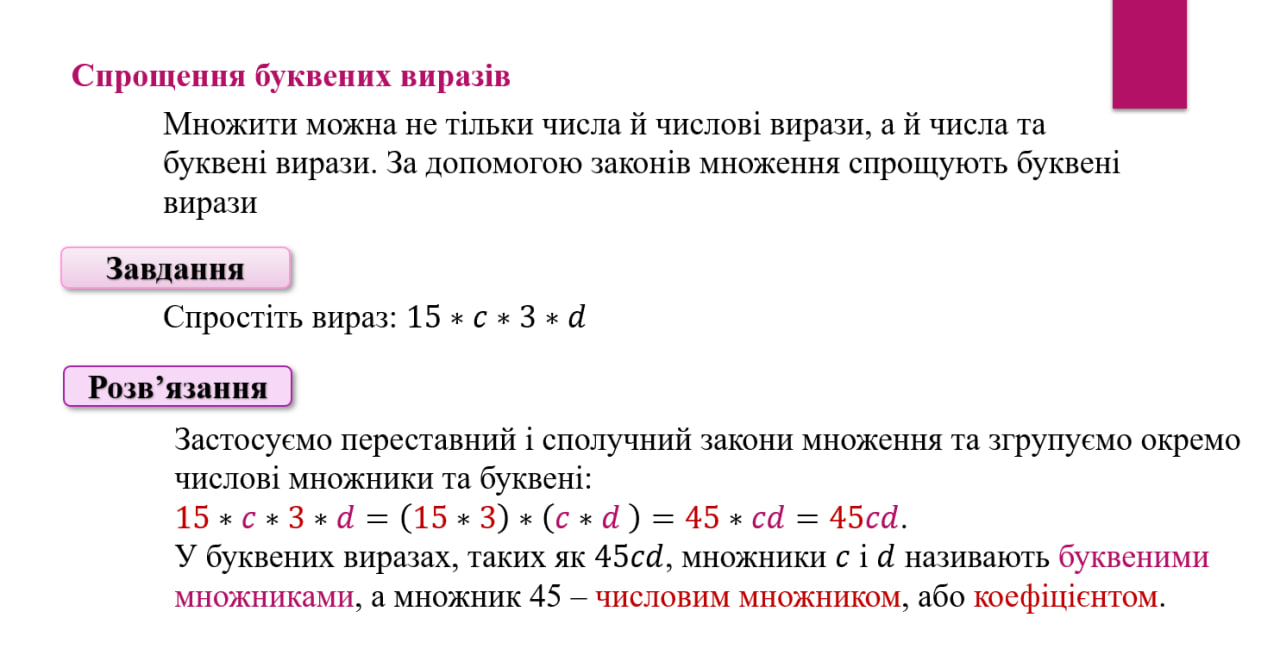 Спрощення буквених виразів
Множити можна не тільки числа й числові вирази, а й числа та
буквені вирази. За допомогою законів множення спрощують буквені
вирази
Завдання
Спростіть вираз: 15 ∗ c ∗ 3 ∗ d
Розв’язання
Застосуємо переставний і сполучний закони множення та згрупуємо окремо
числові множники та буквені:
15 ∗ c ∗ 3 ∗ d = (15 ∗ 3) ∗ (c ∗ d ) = 45 ∗ cd = 45cd.
У буквених виразах, таких як 45cd, множники c і d називають буквеними
множниками, а множник 45 – числовим множником, або коефіцієнтом.